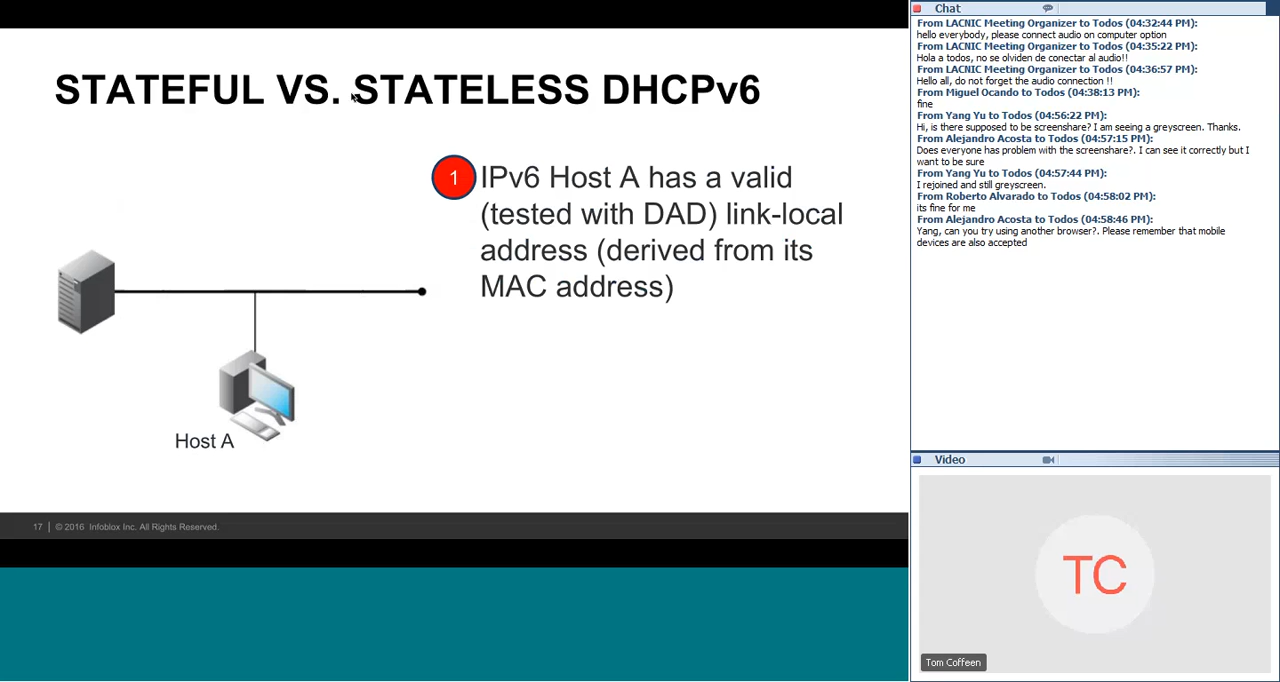 STATEFUL VS. STATELESS DHCPv6
1
IPv6 Host A has a valid
(tested with DAD) link-local
address (derived from its
MAC address)
Host A
17 | © 2016 Infoblox Inc. All Rights Reserved.
Chat
From LACNIC Meeting Organizer to Todos (04:32:44 PM):
hello everybody, please connect audio on computer option
From LACNIC Meeting Organizer to Todos (04:35:22 PM):
Hola a todos, no se olviden de conectar al audio!!
From LACNIC Meeting Organizer to Todos (04:36:57 PM):
Hello all, do not forget the audio connection !!
From Miguel Ocando to Todos (04:38:13 PM):
fine
From Yang Yu to Todos (04:56:22 PM):
Hi, is there supposed to be screenshare? I am seeing a greyscreen. Thanks.
From Alejandro Acosta to Todos (04:57:15 PM):
Does everyone has problem with the screenshare?. I can see it correctly but I
want to be sure
From Yang Yu to Todos (04:57:44 PM):
I rejoined and still greyscreen.
From Roberto Alvarado to Todos (04:58:02 PM):
its fine for me
From Alejandro Acosta to Todos (04:58:46 PM):
Yang, can you try using another browser?. Please remember that mobile
devices are also accepted
Video
TC
Tom Coffeen